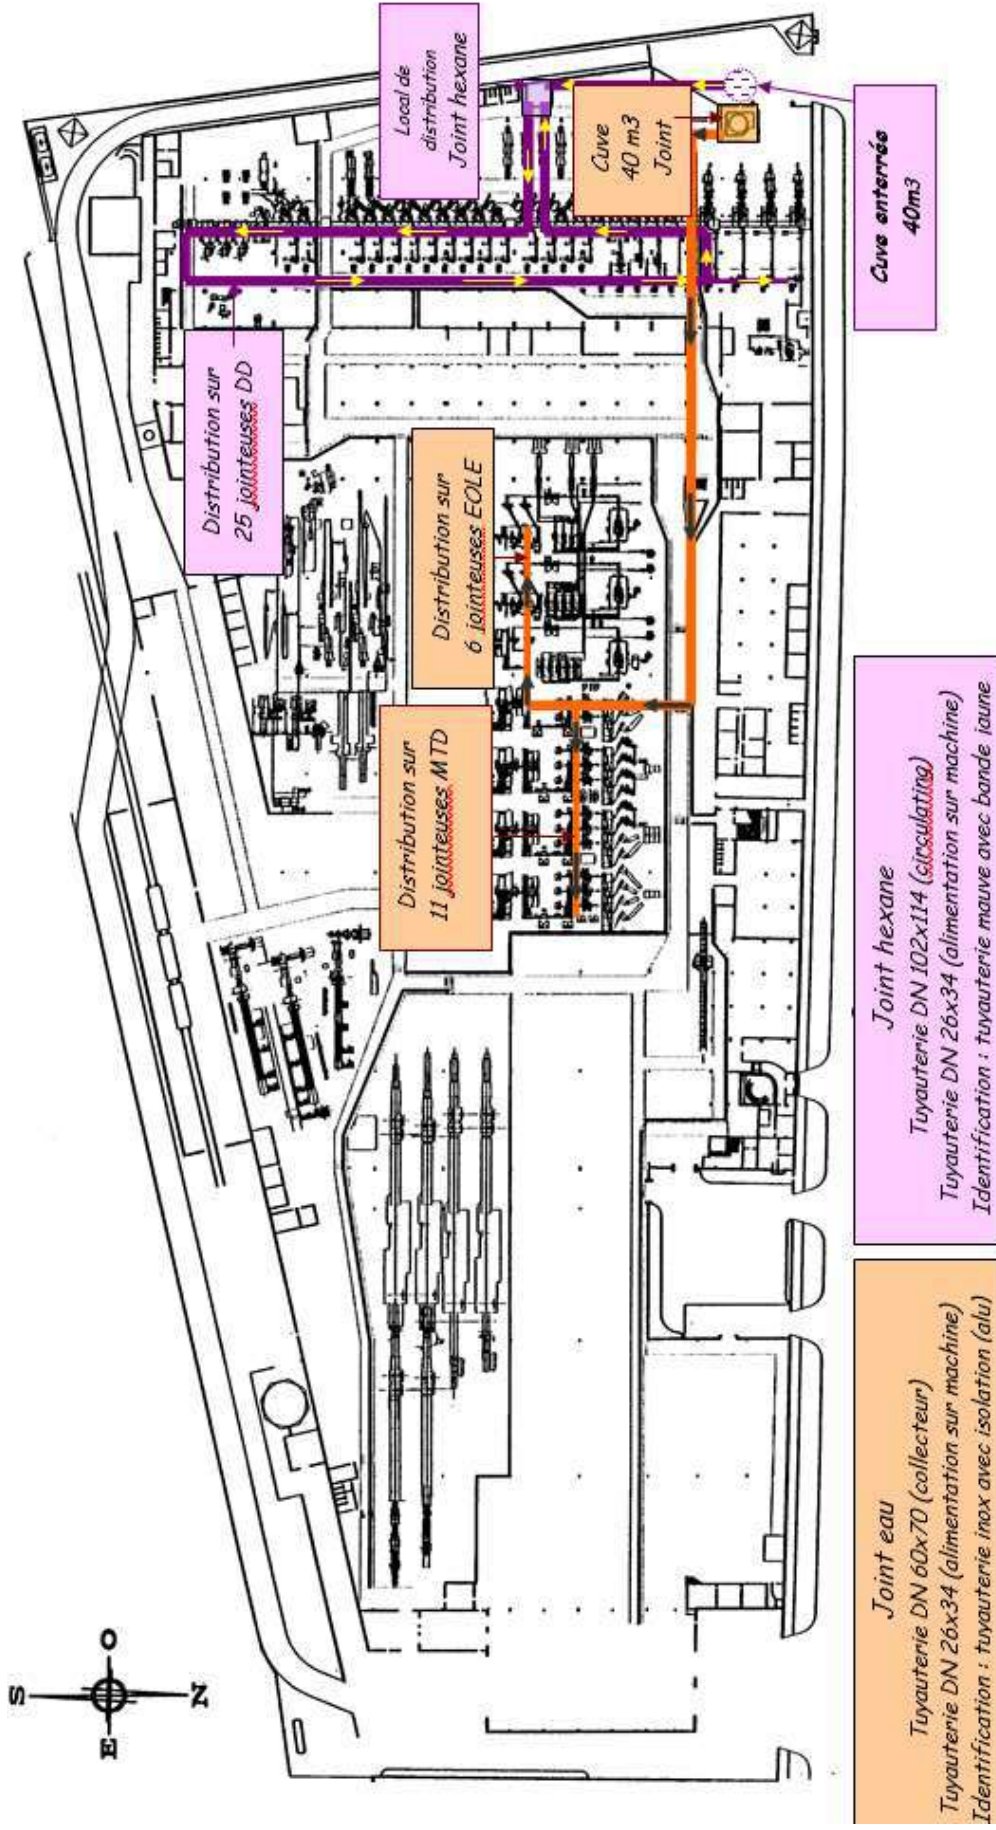 Local de
distribution
Joint hexane
Cuve
40 m3
Joint
Cuve enterrés
40m3
Distribution sur
25 jointeuses DD
Distribution sur
6 jointeuses EOLE
Distribution sur
11 jointeuses MTD
Joint hexane
Tuyauterie DN 102x114 (circulating)
Tuyauterie DN 26x34 (alimentation sur machine)
Identification : tuyauterie mauve avec bande jaune
Joint eau
Tuyauterie DN 60x70 (collecteur)
Tuyauterie DN 26x34 (alimentation sur machine)
Identification : tuyauterie inox avec isolation (alu)
S
O
E
N